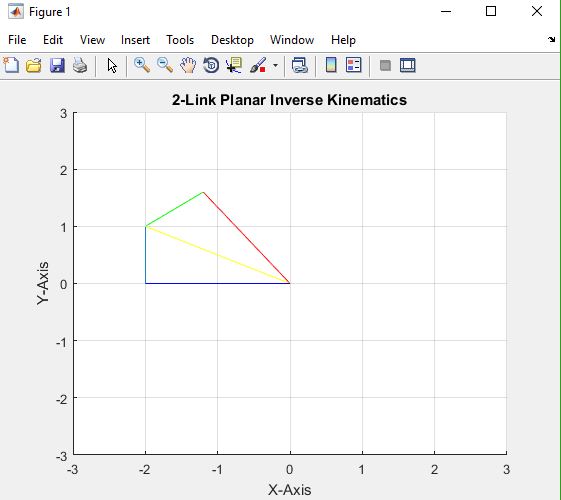 Figure 1
File Edit View Insert Tools Desktop Window Help
2-Link Planar Inverse Kinematics
3
2
1
0
-1
-2
-3
Y-Axis
-3 -2 -1 0 1 2 3
X-Axis